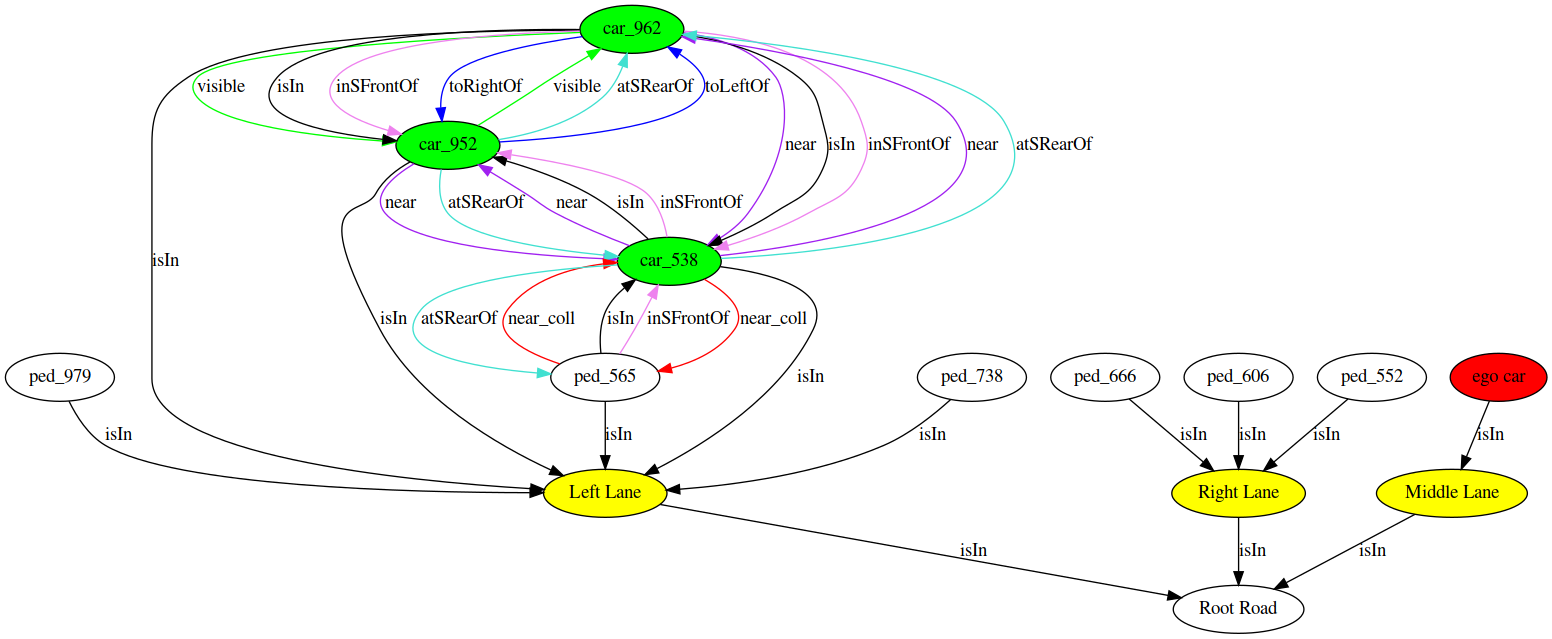 car_962
visible
isIn
inSFrontOf
toRightOf
visible
atSRearOf
toLeftOf
near
isIn
inSFrontOf
near
atSRearOf
car_952
near
atSRearOf
near
isIn
inSFrontOf
isIn
car_538
isIn
atSRearOf
near_coll
isIn
inSFrontOf
near_coll
isIn
ped_979
ped_565
ped_738
ped_666
ped_606
ped_552
ego car
isIn
isIn
isIn
isIn
isIn
isIn
isIn
Left Lane
Right Lane
Middle Lane
isIn
isIn
isIn
Root Road